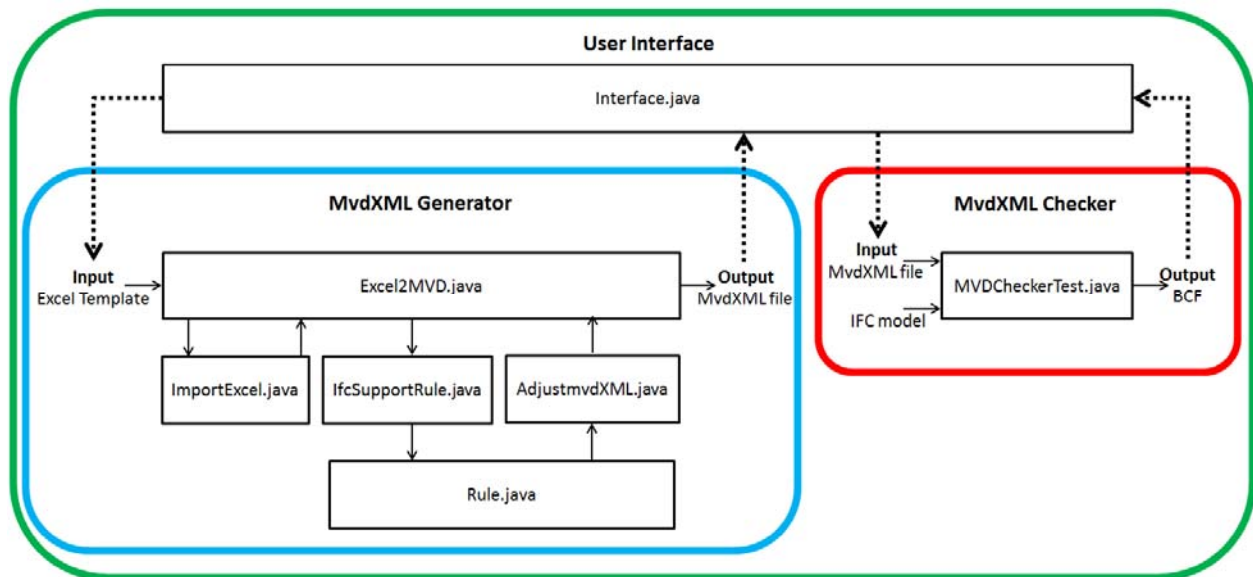 User Interface
Interface.java
MvdXML Generator
Input
Excel Template
Excel2MVD.java
Output
MvdXML file
ImportExcel.java
IfcSupportRule.java
AdjustmvdXML.java
Rule.java
MvdXML Checker
Input
MvdXML file
IFC model
MVDCheckerTest.java
Output
BCF